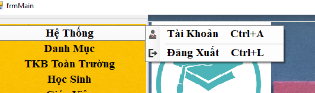 frmMain
Hệ Thống
Danh Mục
TKB Toàn Trường
Học Sinh
Tài Khoản Ctrl+A
Đăng Xuất Ctrl+L